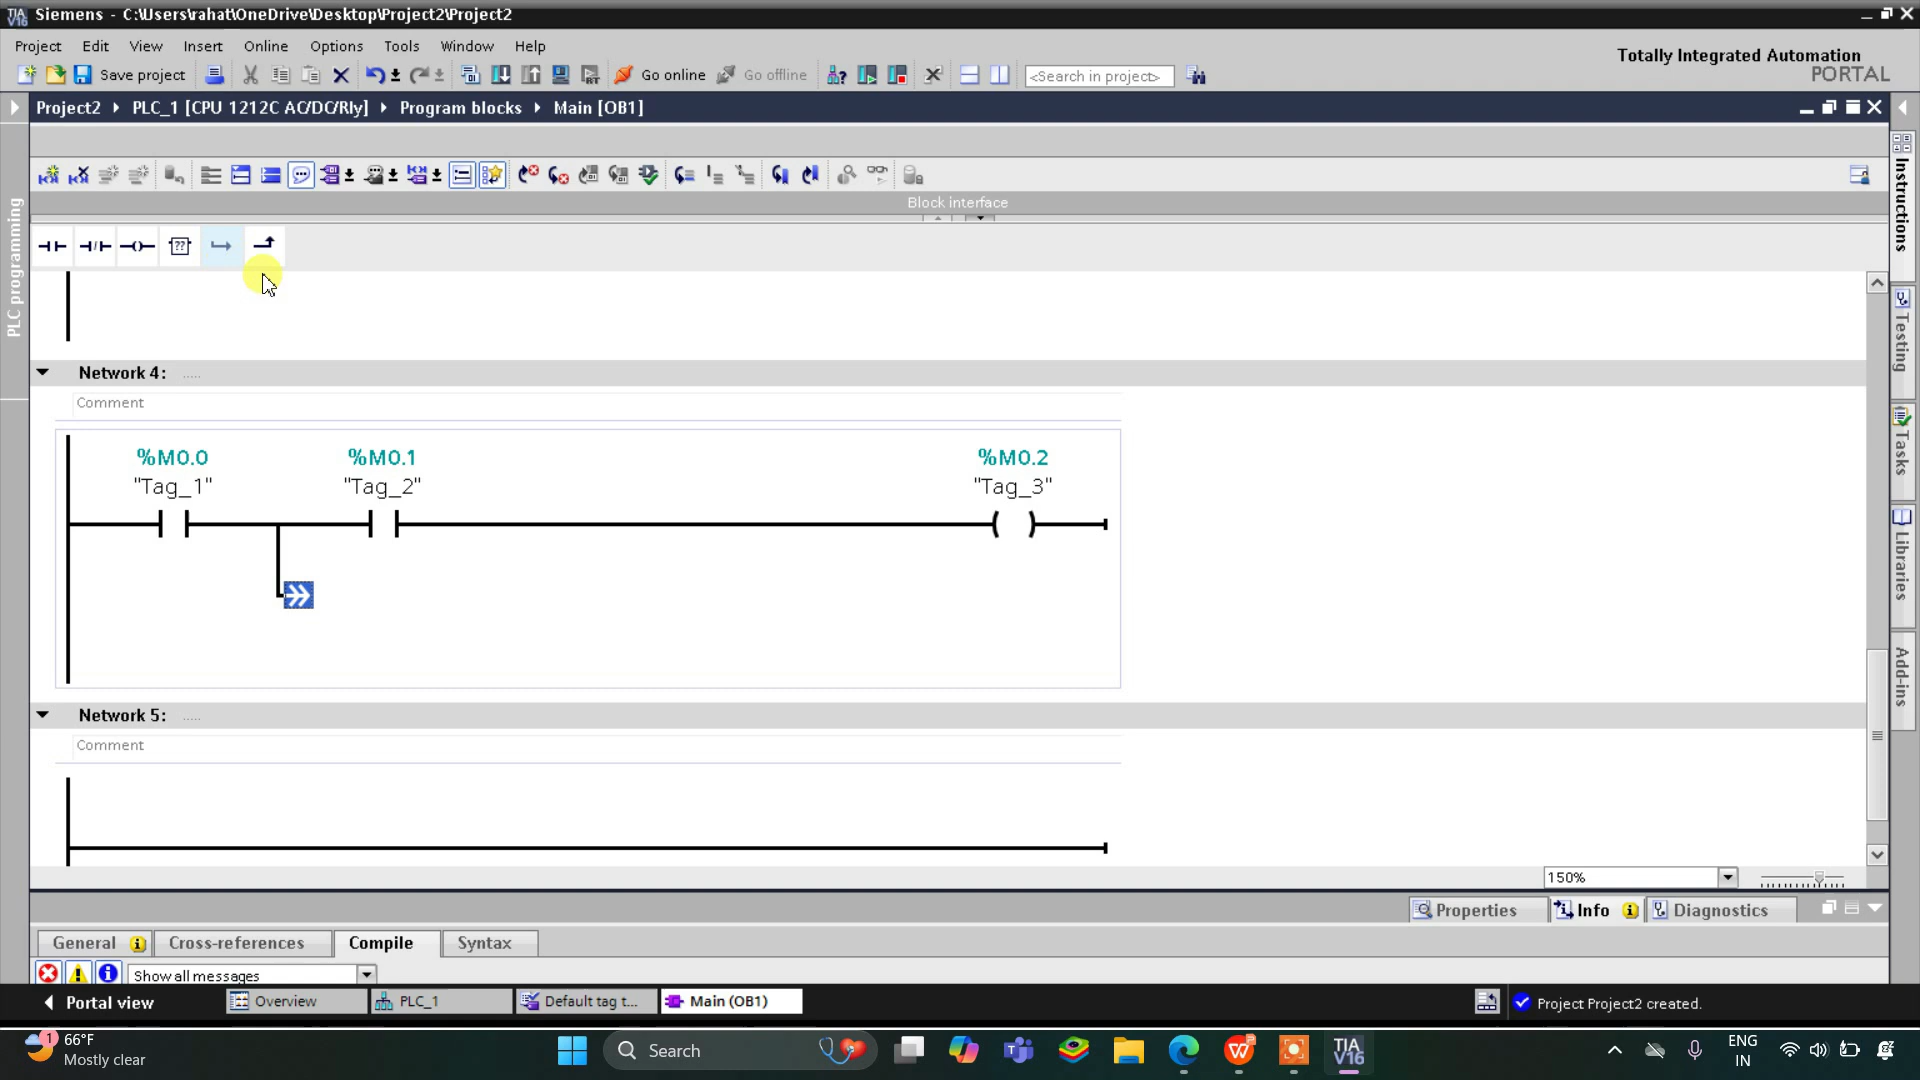 Siemens - C:\Users\rahat\OneDrive\Desktop\Project2\Project2
Project Edit View Insert Online Options Tools Window Help
Totally Integrated Automation
PORTAL
Save project Go online Go offline <Search in project>
Project2 PLC_1 [CPU 1212C AC/DC/Rly] Program blocks Main [OB1]
Block interface
??
PLC programming
Instructions
Testing
Tasks
Libraries
Add-ins
Network 4: .....
Comment
%M0.0 %M0.1 %M0.2
"Tag_1" "Tag_2" "Tag_3"
Network 5: .....
Comment
150%
Properties Info Diagnostics
General Cross-references Compile Syntax
Show all messages
Portal view Overview PLC_1 Default tag t... Main (OB1) Project Project2 created.
1 66°F
Mostly clear
Search
TIA
V16
ENG
IN